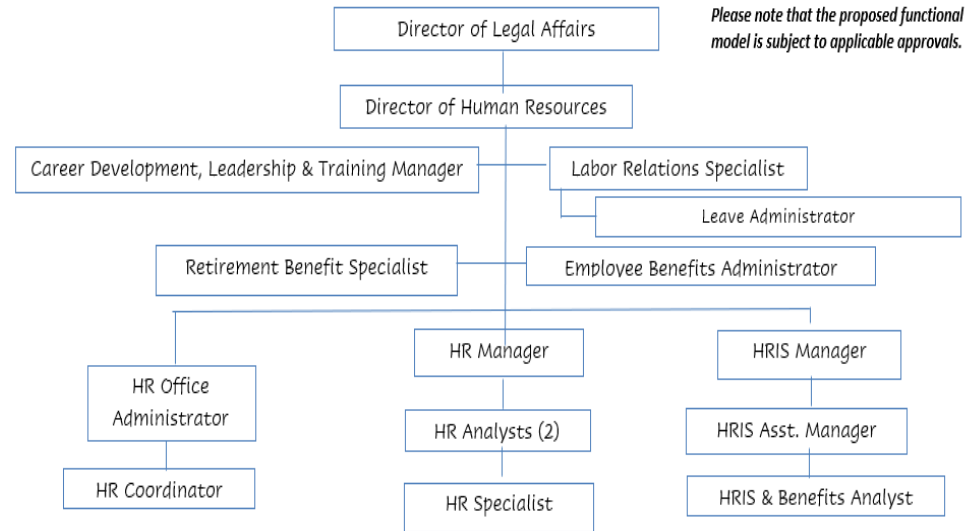 Director of Legal Affairs
Please note that the proposed functional
model is subject to applicable approvals.
Director of Human Resources
Career Development, Leadership & Training Manager
Labor Relations Specialist
Leave Administrator
Retirement Benefit Specialist
Employee Benefits Administrator
HR Office
Administrator
HR Manager
HRIS Manager
HR Analysts (2)
HRIS Asst. Manager
HR Coordinator
HR Specialist
HRIS & Benefits Analyst